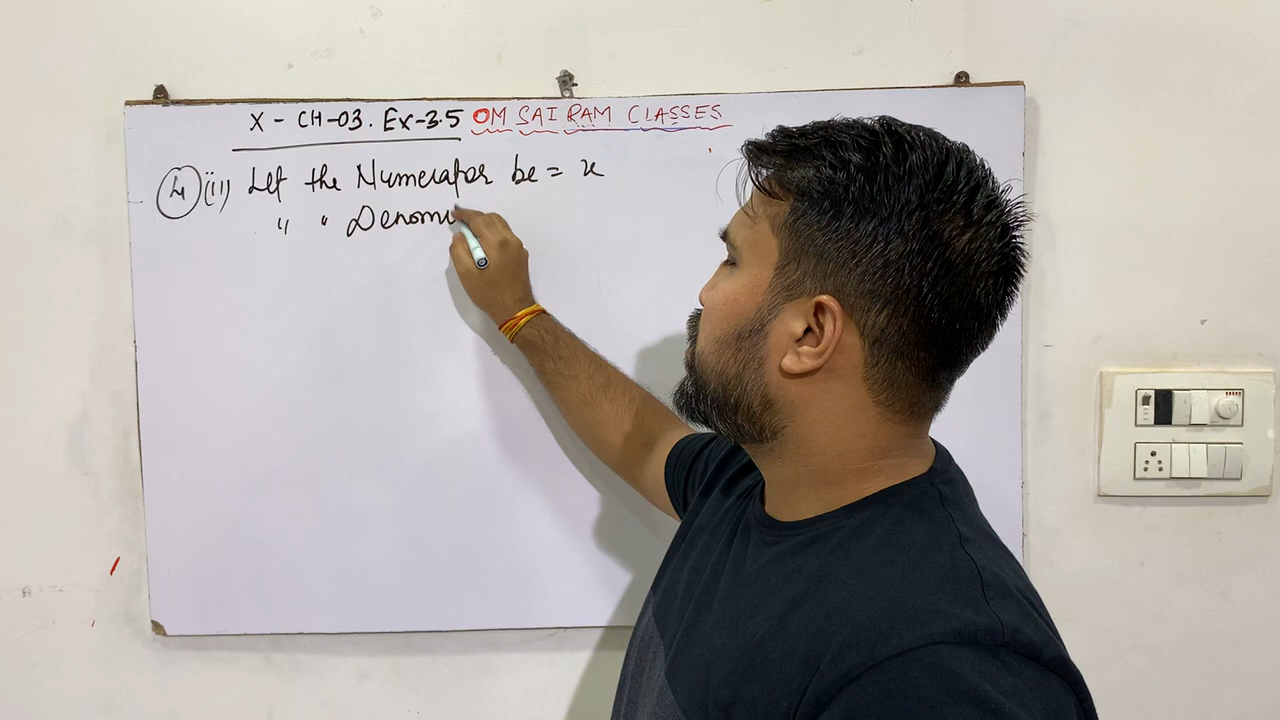 X - CH-03. Ex-3.5 OM SAI RAM CLASSES
4 (ii) Let the Numerator be = x
" " Denomi